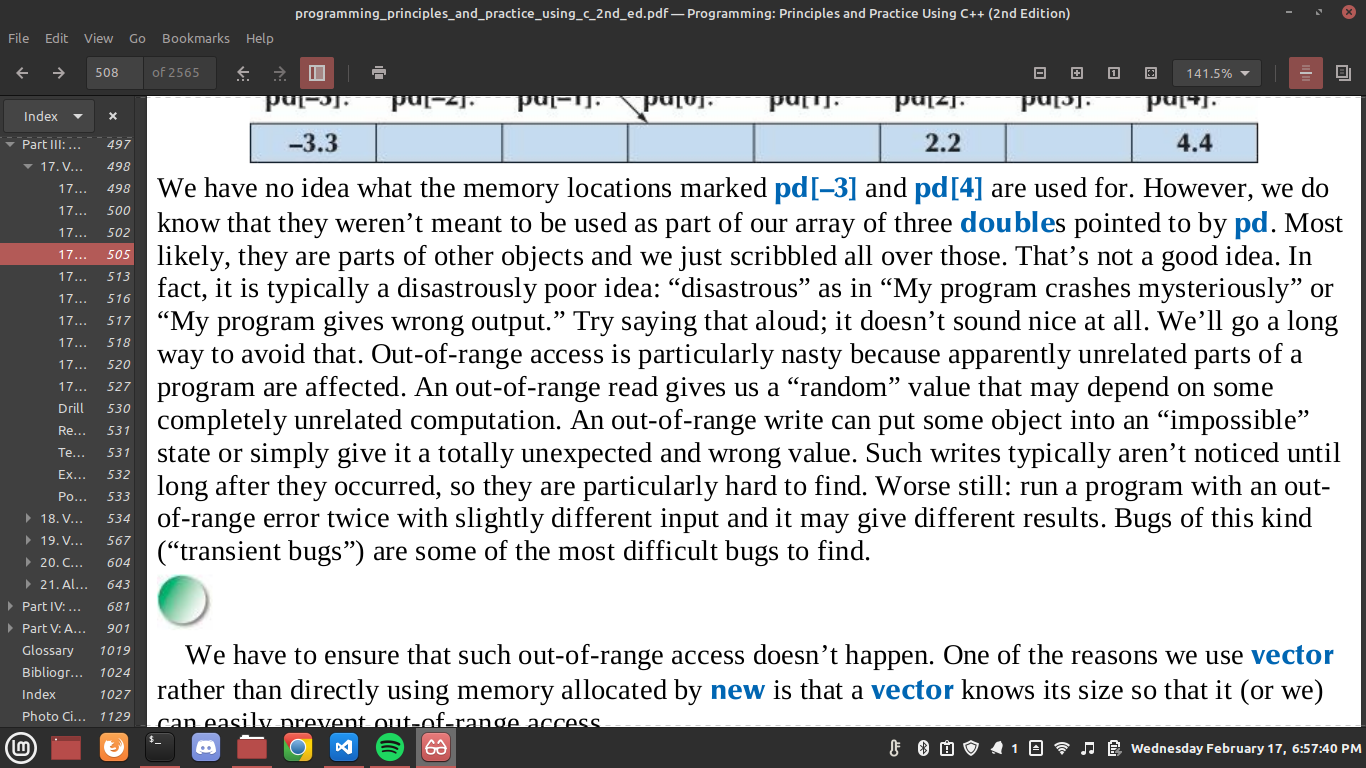 programming_principles_and_practice_using_c_2nd_ed.pdf — Programming: Principles and Practice Using C++ (2nd Edition)
File Edit View Go Bookmarks Help
508 of 2565 141.5%
Index
Part III: ... 497
17. V... 498
17... 498
17... 500
17... 502
17... 505
17... 513
17... 516
17... 517
17... 518
17... 520
17... 527
Drill 530
Re... 531
Te... 531
Ex... 532
Po... 533
18. V... 534
19. V... 567
20. C... 604
21. Al... 643
Part IV: ... 681
Part V: A... 901
Glossary 1019
Bibliogr... 1024
Index 1027
Photo Ci... 1129
pd[–3]: pd[–2]: pd[–1]: pd[0]: pd[1]: pd[2]: pd[3]: pd[4]:
–3.3 2.2 4.4
We have no idea what the memory locations marked pd[–3] and pd[4] are used for. However, we do
know that they weren’t meant to be used as part of our array of three doubles pointed to by pd. Most
likely, they are parts of other objects and we just scribbled all over those. That’s not a good idea. In
fact, it is typically a disastrously poor idea: “disastrous” as in “My program crashes mysteriously” or
“My program gives wrong output.” Try saying that aloud; it doesn’t sound nice at all. We’ll go a long
way to avoid that. Out-of-range access is particularly nasty because apparently unrelated parts of a
program are affected. An out-of-range read gives us a “random” value that may depend on some
completely unrelated computation. An out-of-range write can put some object into an “impossible”
state or simply give it a totally unexpected and wrong value. Such writes typically aren’t noticed until
long after they occurred, so they are particularly hard to find. Worse still: run a program with an out-
of-range error twice with slightly different input and it may give different results. Bugs of this kind
(“transient bugs”) are some of the most difficult bugs to find.
We have to ensure that such out-of-range access doesn’t happen. One of the reasons we use vector
rather than directly using memory allocated by new is that a vector knows its size so that it (or we)
can easily prevent out-of-range access.
1 Wednesday February 17, 6:57:40 PM